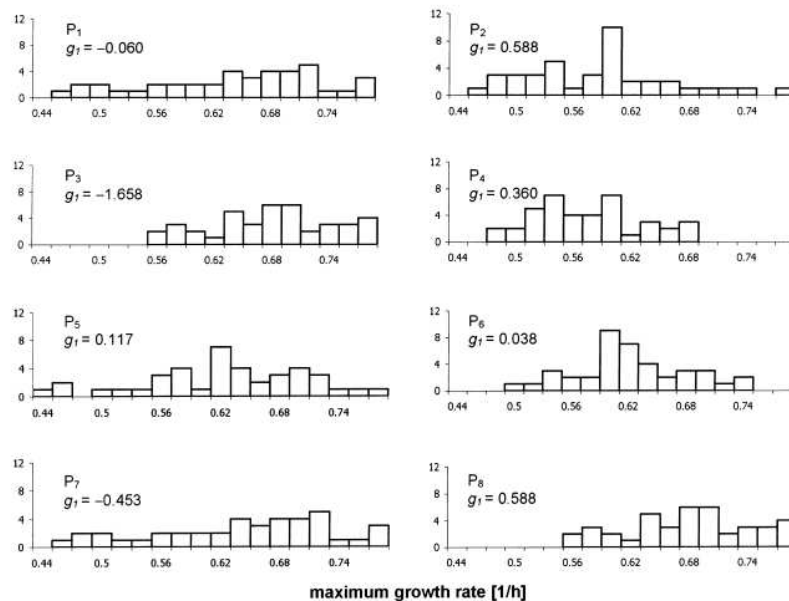 12
8
4
0
P₁
g₁ = −0.060
0.44 0.5 0.56 0.62 0.68 0.74
12
8
4
0
P₂
g₁ = 0.588
0.44 0.5 0.56 0.62 0.68 0.74
12
8
4
0
P₃
g₁ = −1.658
0.44 0.5 0.56 0.62 0.68 0.74
12
8
4
0
P₄
g₁ = 0.360
0.44 0.5 0.56 0.62 0.68 0.74
12
8
4
0
P₅
g₁ = 0.117
0.44 0.5 0.56 0.62 0.68 0.74
12
8
4
0
P₆
g₁ = 0.038
0.44 0.5 0.56 0.62 0.68 0.74
12
8
4
0
P₇
g₁ = −0.453
0.44 0.5 0.56 0.62 0.68 0.74
12
8
4
0
P₈
g₁ = 0.588
0.44 0.5 0.56 0.62 0.68 0.74
maximum growth rate [1/h]